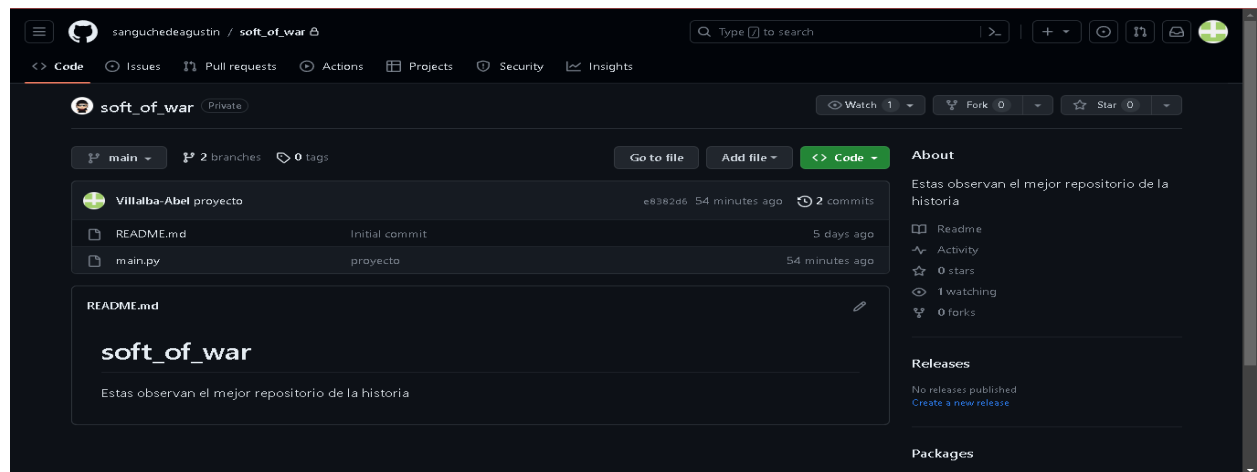 sanguchedeagustin / soft_of_war
Type / to search
Code Issues Pull requests Actions Projects Security Insights
soft_of_war Private
Watch 1 Fork 0 Star 0
main 2 branches 0 tags
Go to file Add file <> Code
Villalba-Abel proyecto e8382d6 54 minutes ago 2 commits
README.md Initial commit 5 days ago
main.py proyecto 54 minutes ago
README.md
soft_of_war
Estas observan el mejor repositorio de la historia
About
Estas observan el mejor repositorio de la
historia
Readme
Activity
0 stars
1 watching
0 forks
Releases
No releases published
Create a new release
Packages